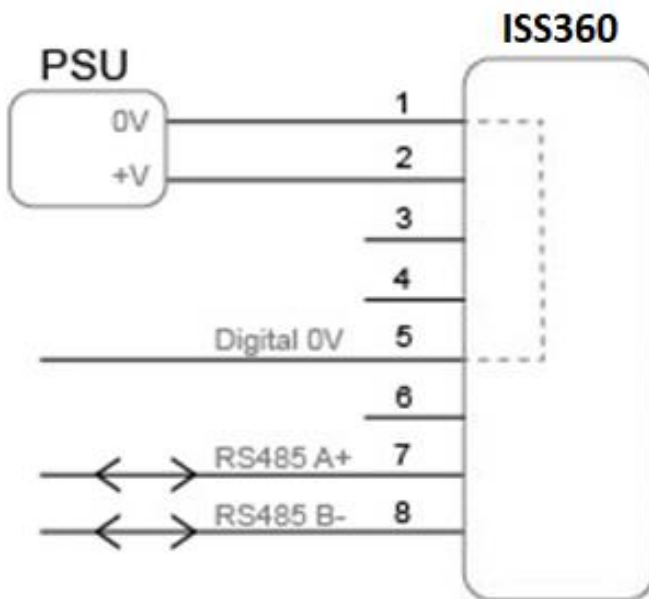 ISS360
PSU
0V 1
+V 2
3
4
Digital 0V 5
6
RS485 A+ 7
RS485 B- 8